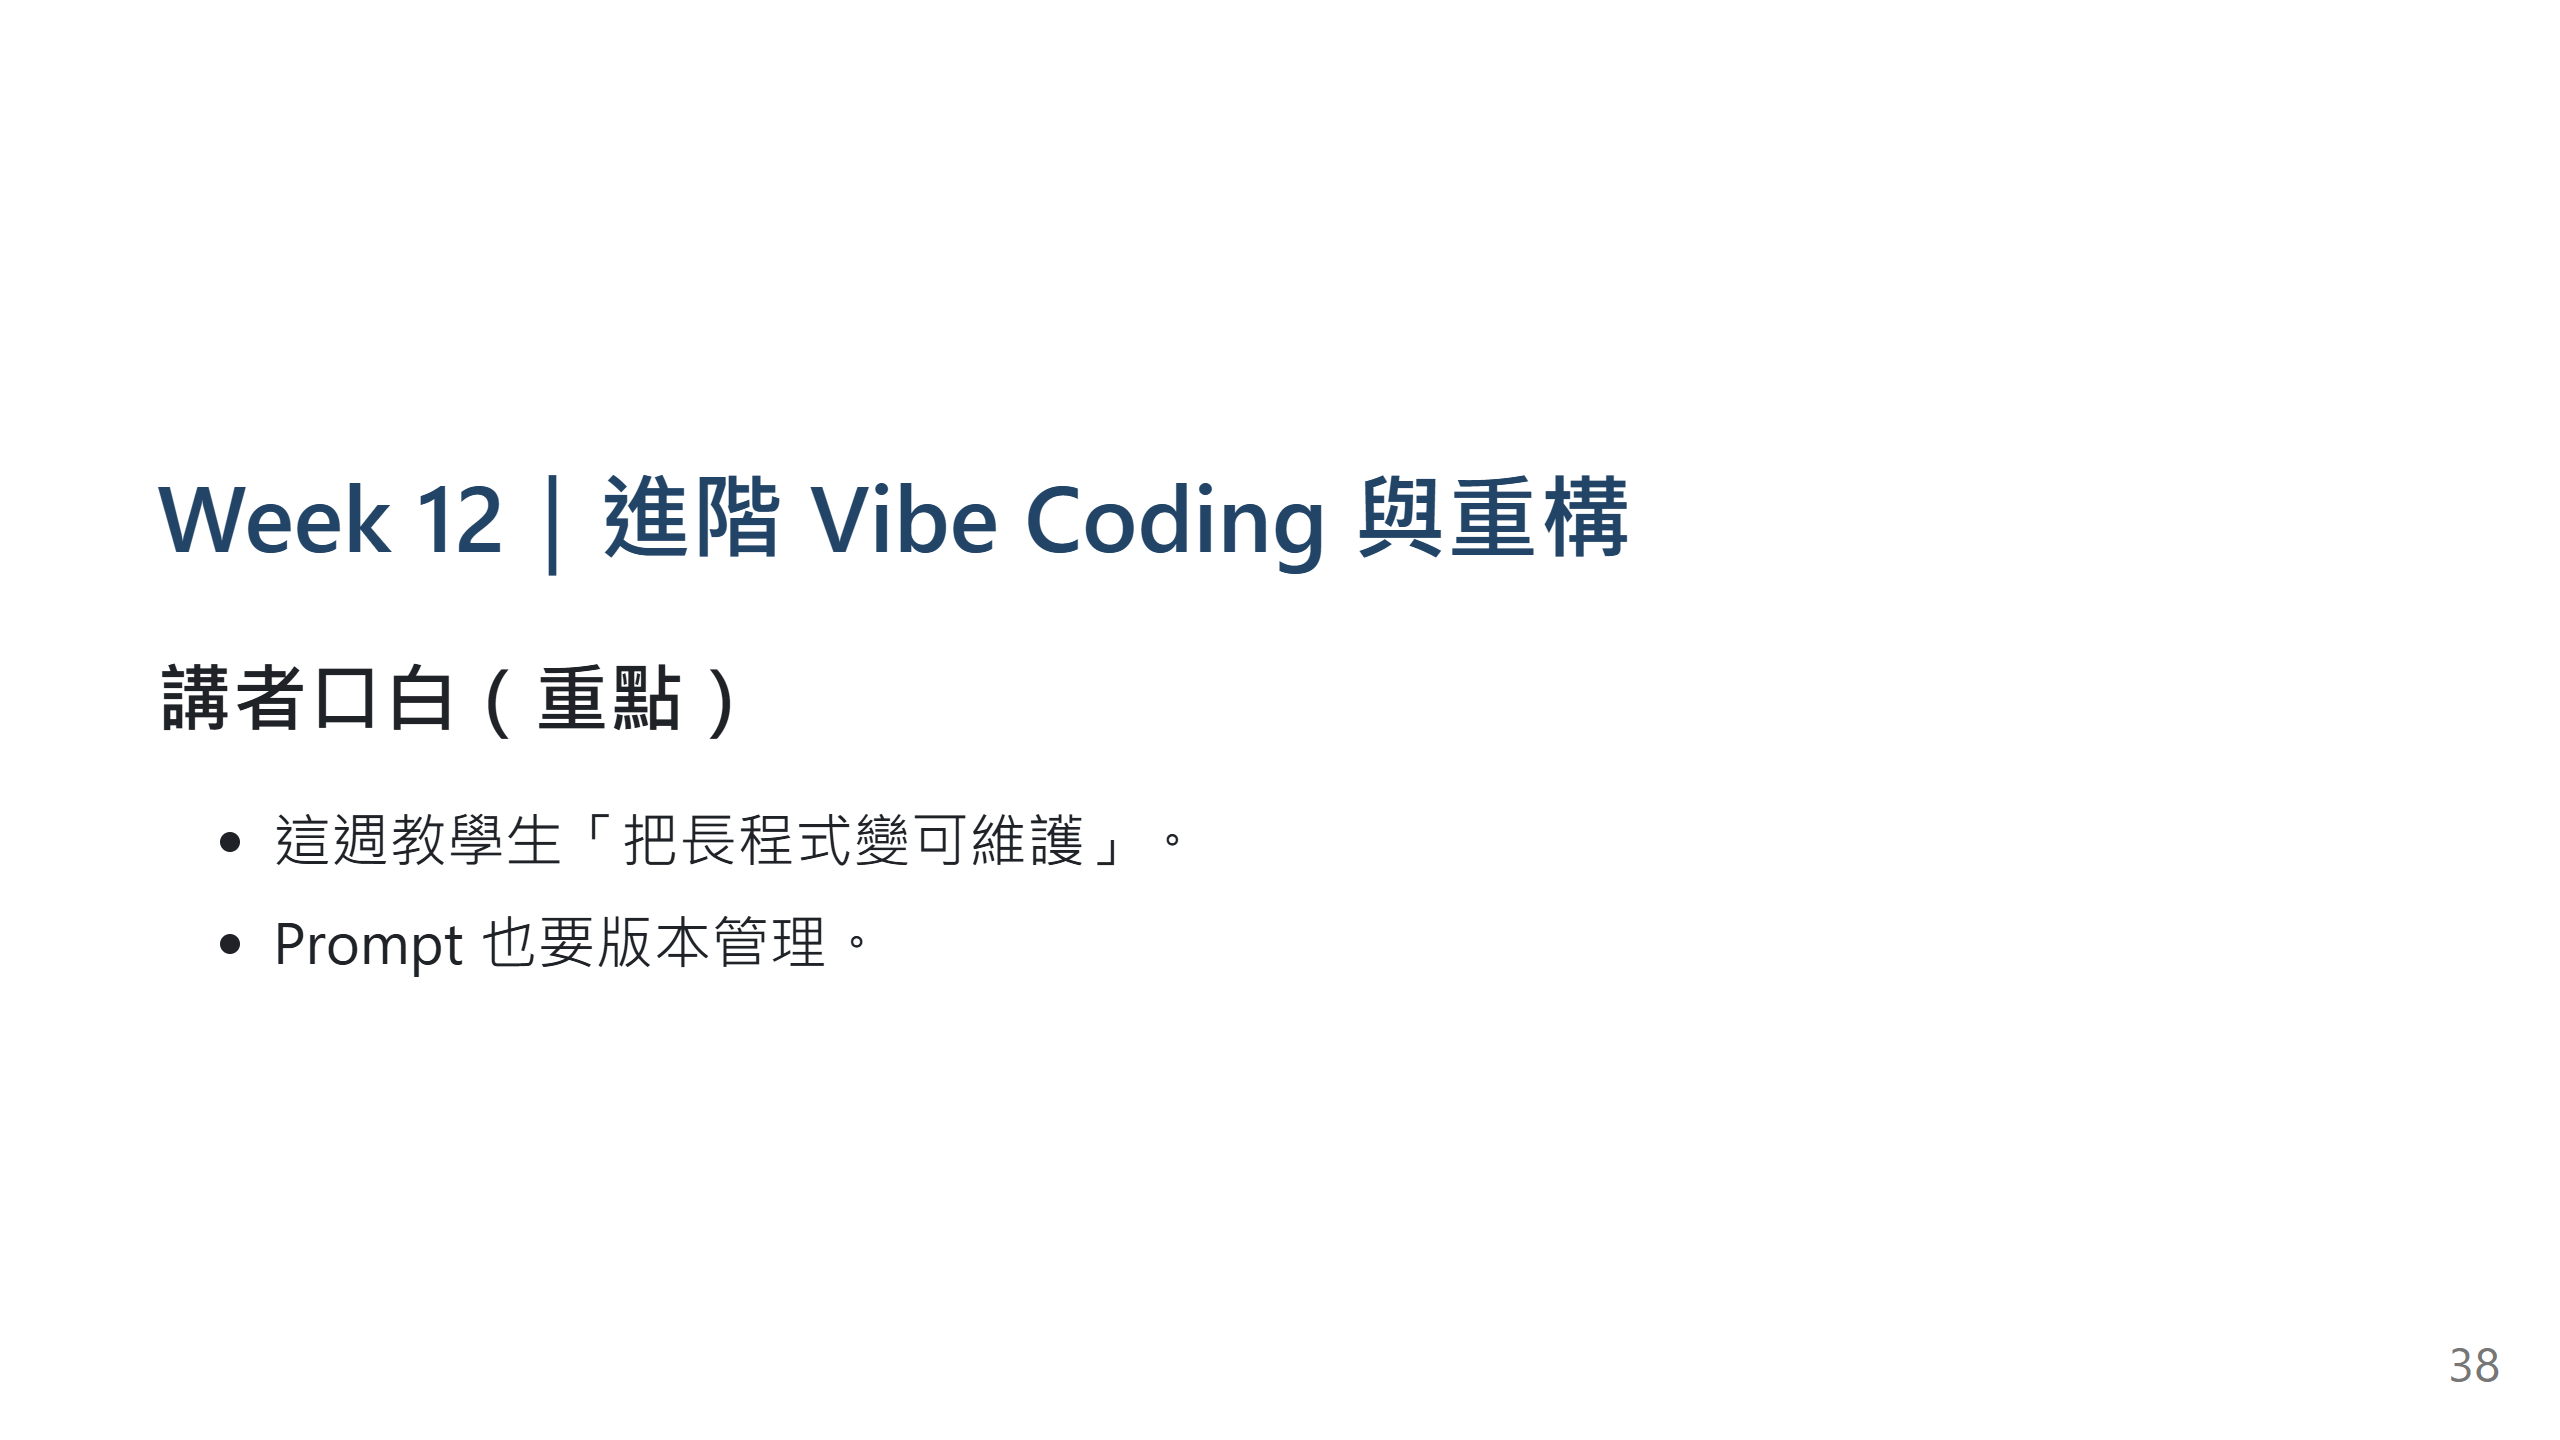 Week 12｜進階 Vibe Coding 與重構
講者口白（重點）
• 這週教學生「把長程式變可維護」。
• Prompt 也要版本管理。
38